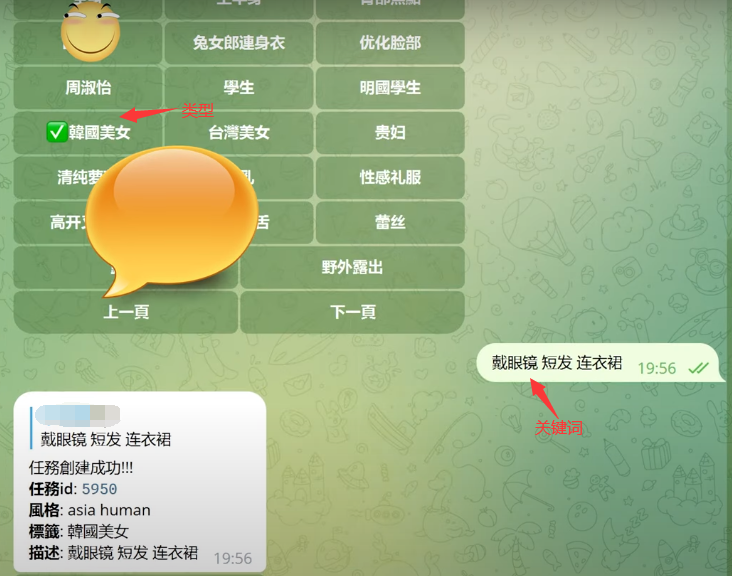 兔女郎連身衣
优化脸部
周淑怡
學生
明國學生
类型
✅韓國美女
台灣美女
贵妇
清纯
乳
性感礼服
高开
舌
蕾丝
野外露出
上一頁
下一頁
戴眼镜 短发 连衣裙 19:56
关键词
戴眼镜 短发 连衣裙
任務創建成功!!!
任務id: 5950
風格: asia human
標籤: 韓國美女
描述: 戴眼镜 短发 连衣裙 19:56